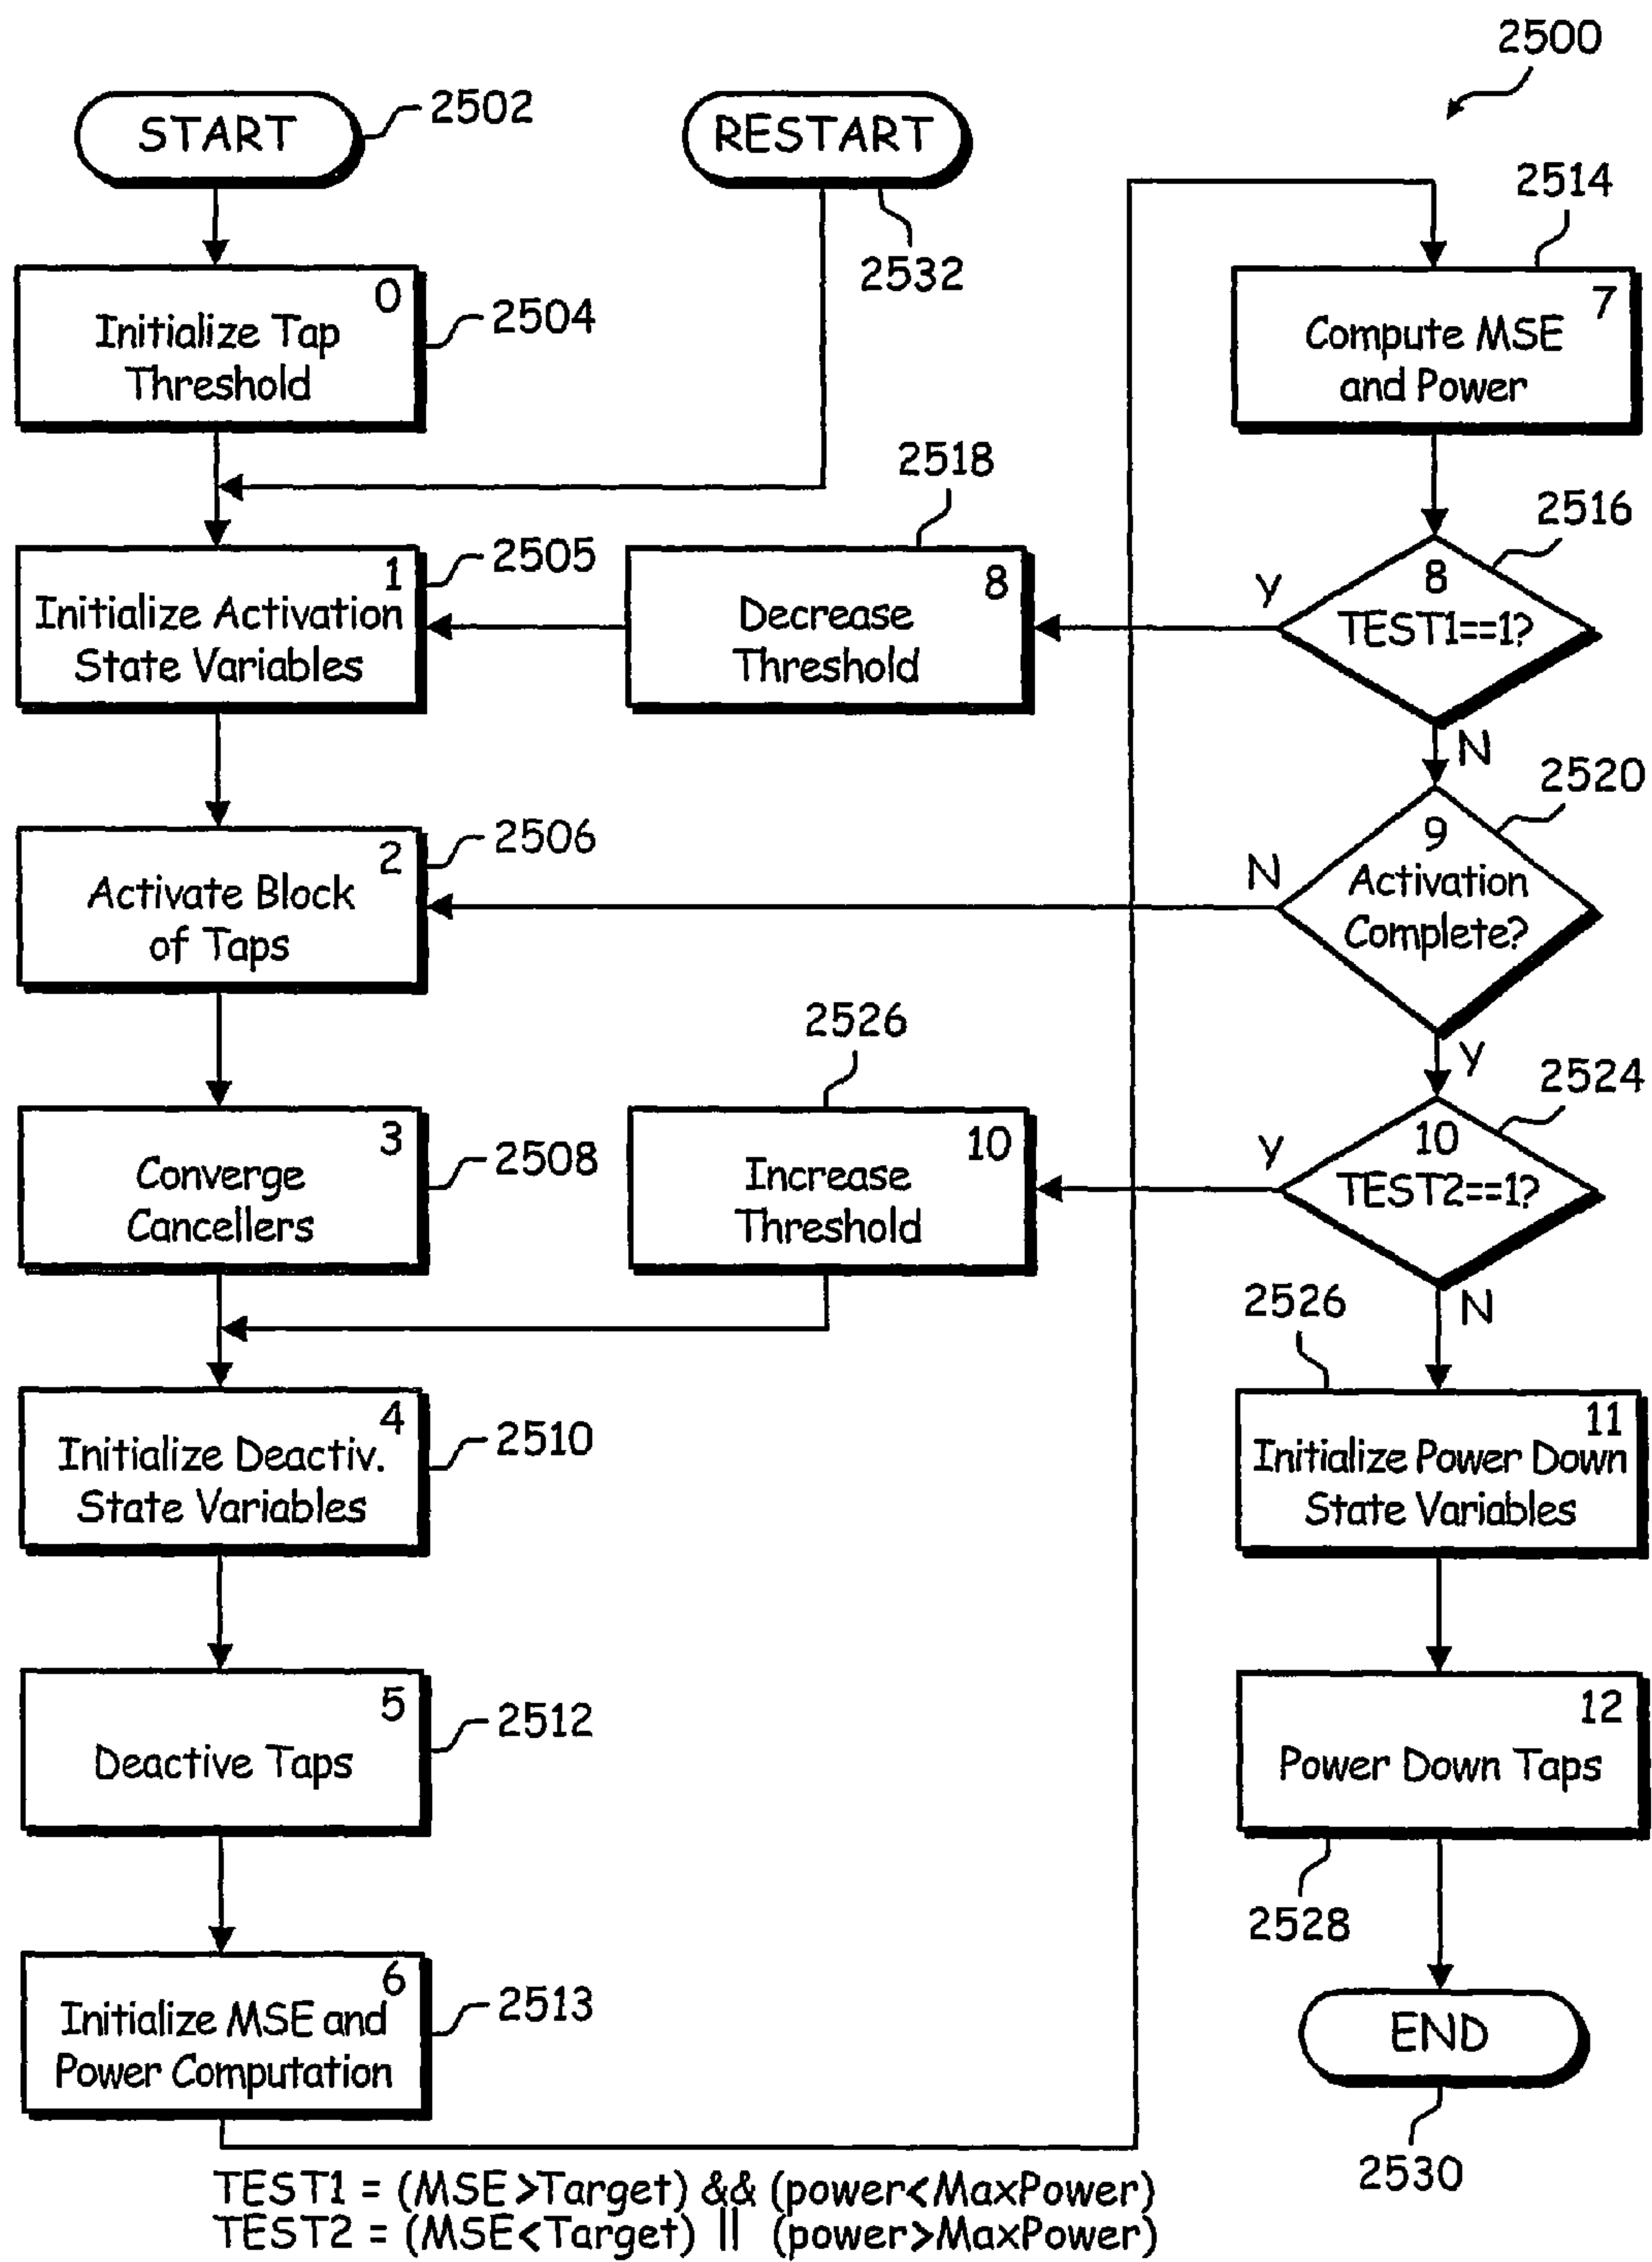 2500
START
2502
RESTART
2532
0
Initialize Tap
Threshold
2504
1
Initialize Activation
State Variables
2505
8
Decrease
Threshold
2518
2
Activate Block
of Taps
2506
3
Converge
Cancellers
2508
10
Increase
Threshold
2526
4
Initialize Deactiv.
State Variables
2510
5
Deactive Taps
2512
6
Initialize MSE and
Power Computation
2513
7
Compute MSE
and Power
2514
8
TEST1==1?
2516
Y
N
9
Activation
Complete?
2520
N
Y
10
TEST2==1?
2524
Y
N
11
Initialize Power Down
State Variables
2526
12
Power Down Taps
2528
END
2530
TEST1 = (MSE>Target) && (power<MaxPower)
TEST2 = (MSE<Target) || (power>MaxPower)